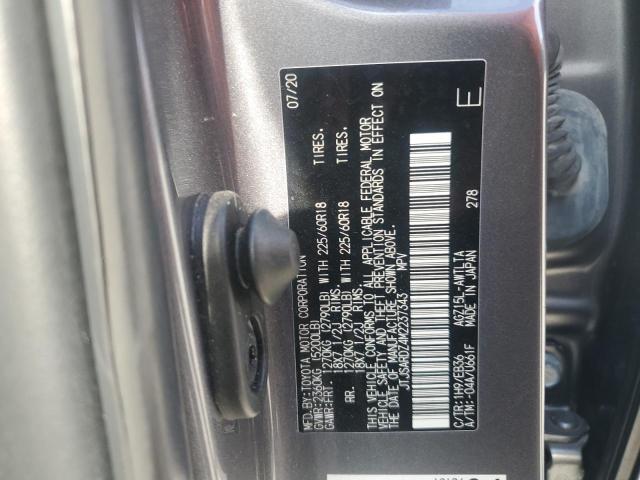 MFD.BY:TOYOTA MOTOR CORPORATION 07/20
GVWR:2360KG (5200LB)
GAWR:FRT. 1270KG (2790LB) WITH 225/60R18 TIRES.
18X7 1/2J RIMS.
RR. 1270KG (2790LB) WITH 225/60R18 TIRES.
18X7 1/2J RIMS.
THIS VEHICLE CONFORMS TO ALL APPLICABLE FEDERAL MOTOR
VEHICLE SAFETY AND THEFT PREVENTION STANDARDS IN EFFECT ON
THE DATE OF MANUFACTURE SHOWN ABOVE.
MPV
C/TR:1H9/EB36 AGZ15L-AWTLTA
A/TM:-04A/U661F MADE IN JAPAN 278
E